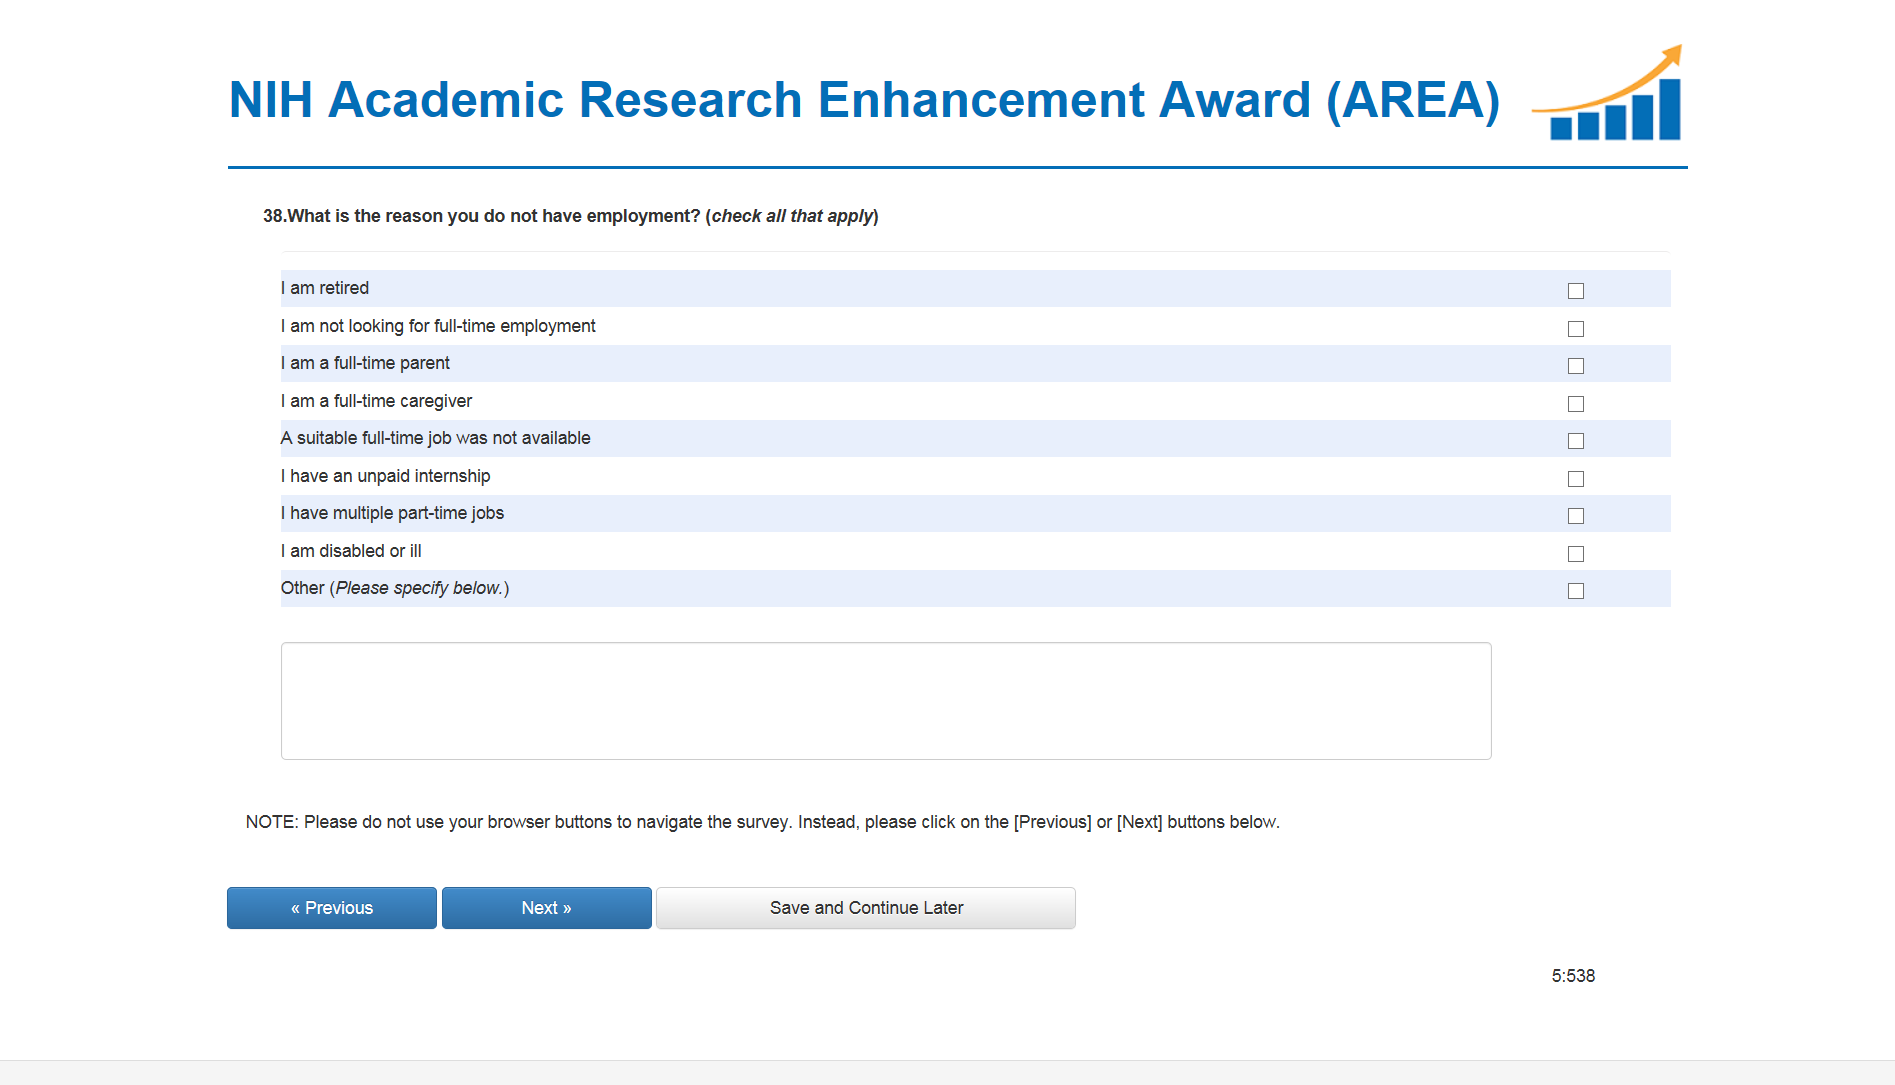 NIH Academic Research Enhancement Award (AREA)
38.What is the reason you do not have employment? (check all that apply)
I am retired
I am not looking for full-time employment
I am a full-time parent
I am a full-time caregiver
A suitable full-time job was not available
I have an unpaid internship
I have multiple part-time jobs
I am disabled or ill
Other (Please specify below.)
NOTE: Please do not use your browser buttons to navigate the survey. Instead, please click on the [Previous] or [Next] buttons below.
« Previous
Next »
Save and Continue Later
5:538